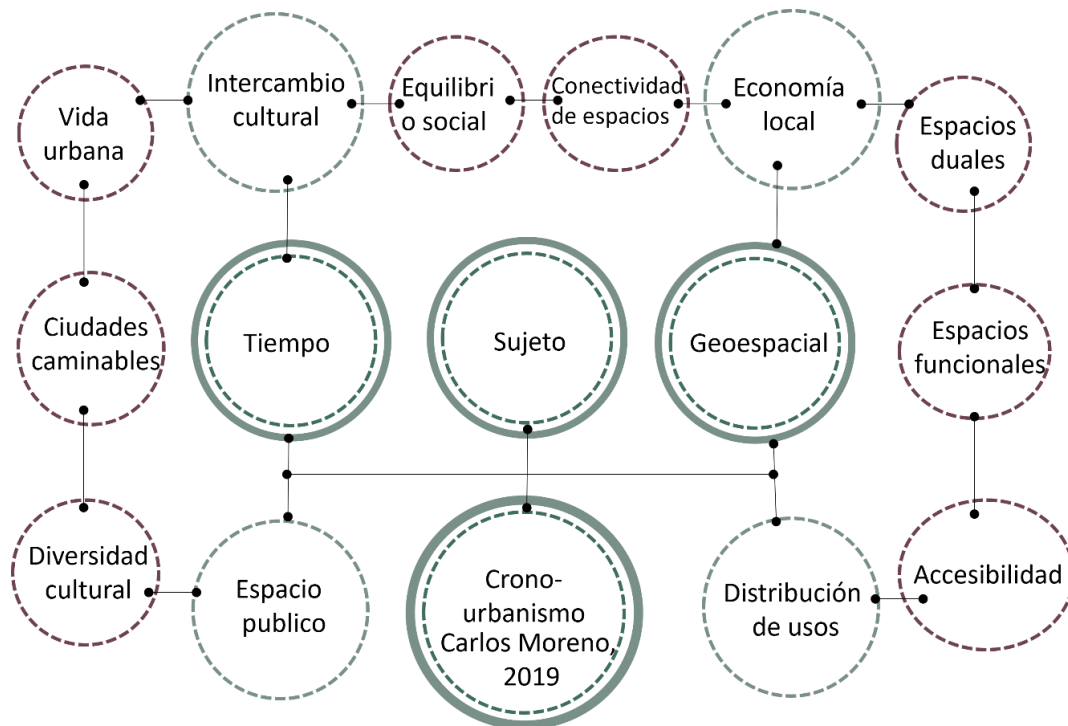 Vida
urbana
Intercambio
cultural
Equilibri
o social
Conectividad
de espacios
Economía
local
Espacios
duales
Ciudades
caminables
Tiempo
Sujeto
Geoespacial
Espacios
funcionales
Diversidad
cultural
Espacio
publico
Crono-
urbanismo
Carlos Moreno,
2019
Distribución
de usos
Accesibilidad